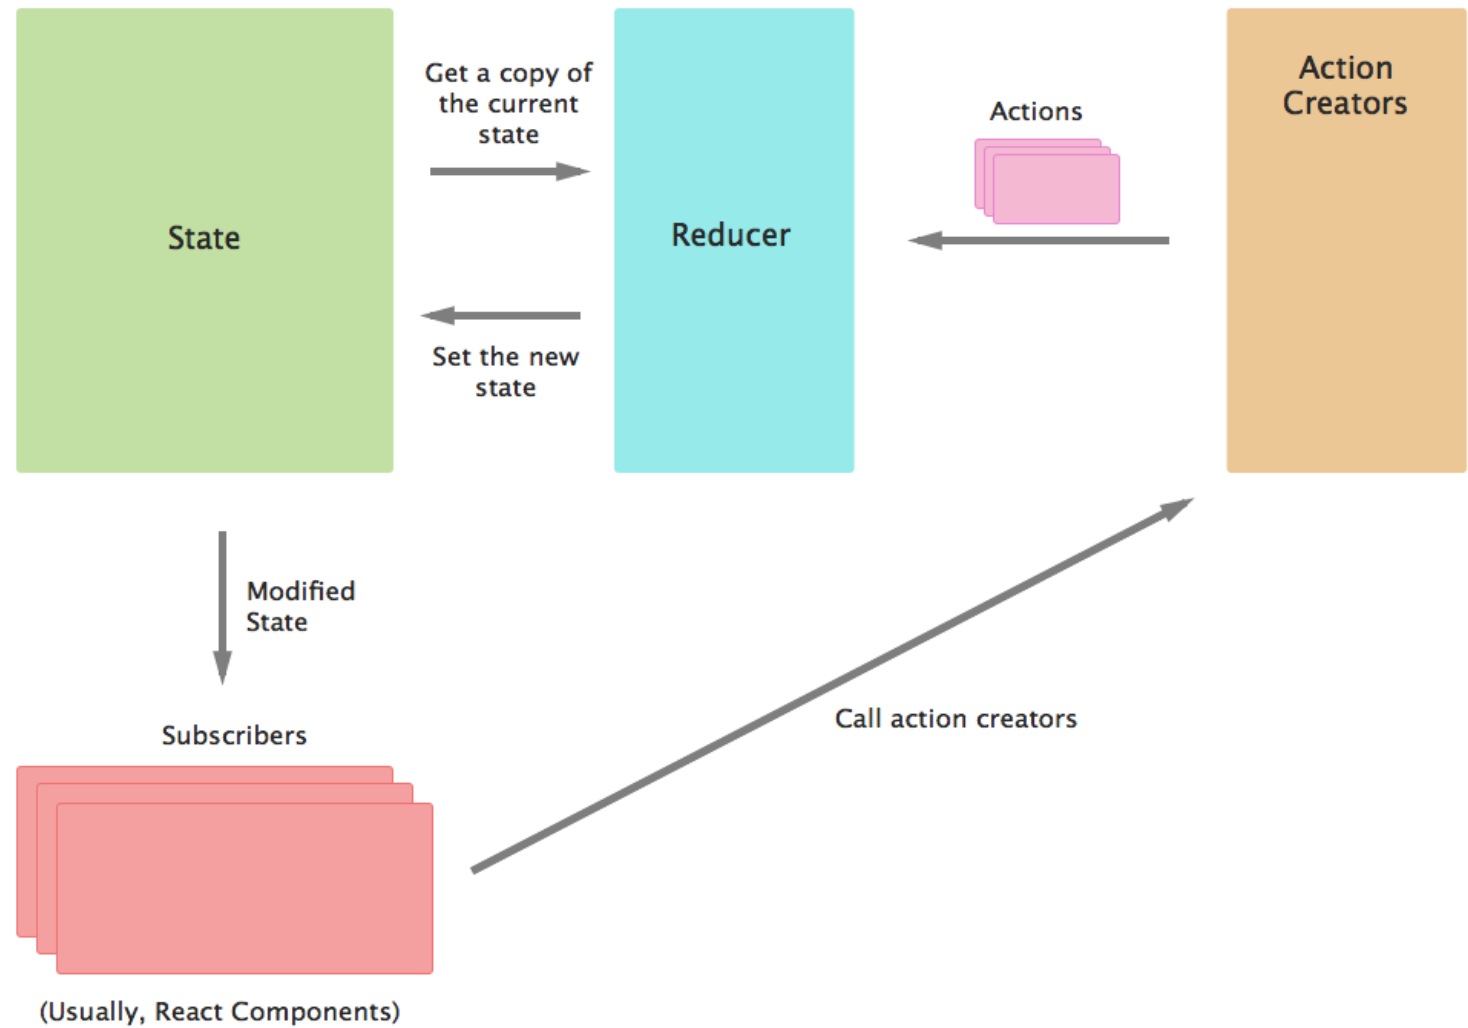 State
Get a copy of
the current
state
Set the new
state
Reducer
Actions
Action
Creators
Modified
State
Subscribers
(Usually, React Components)
Call action creators